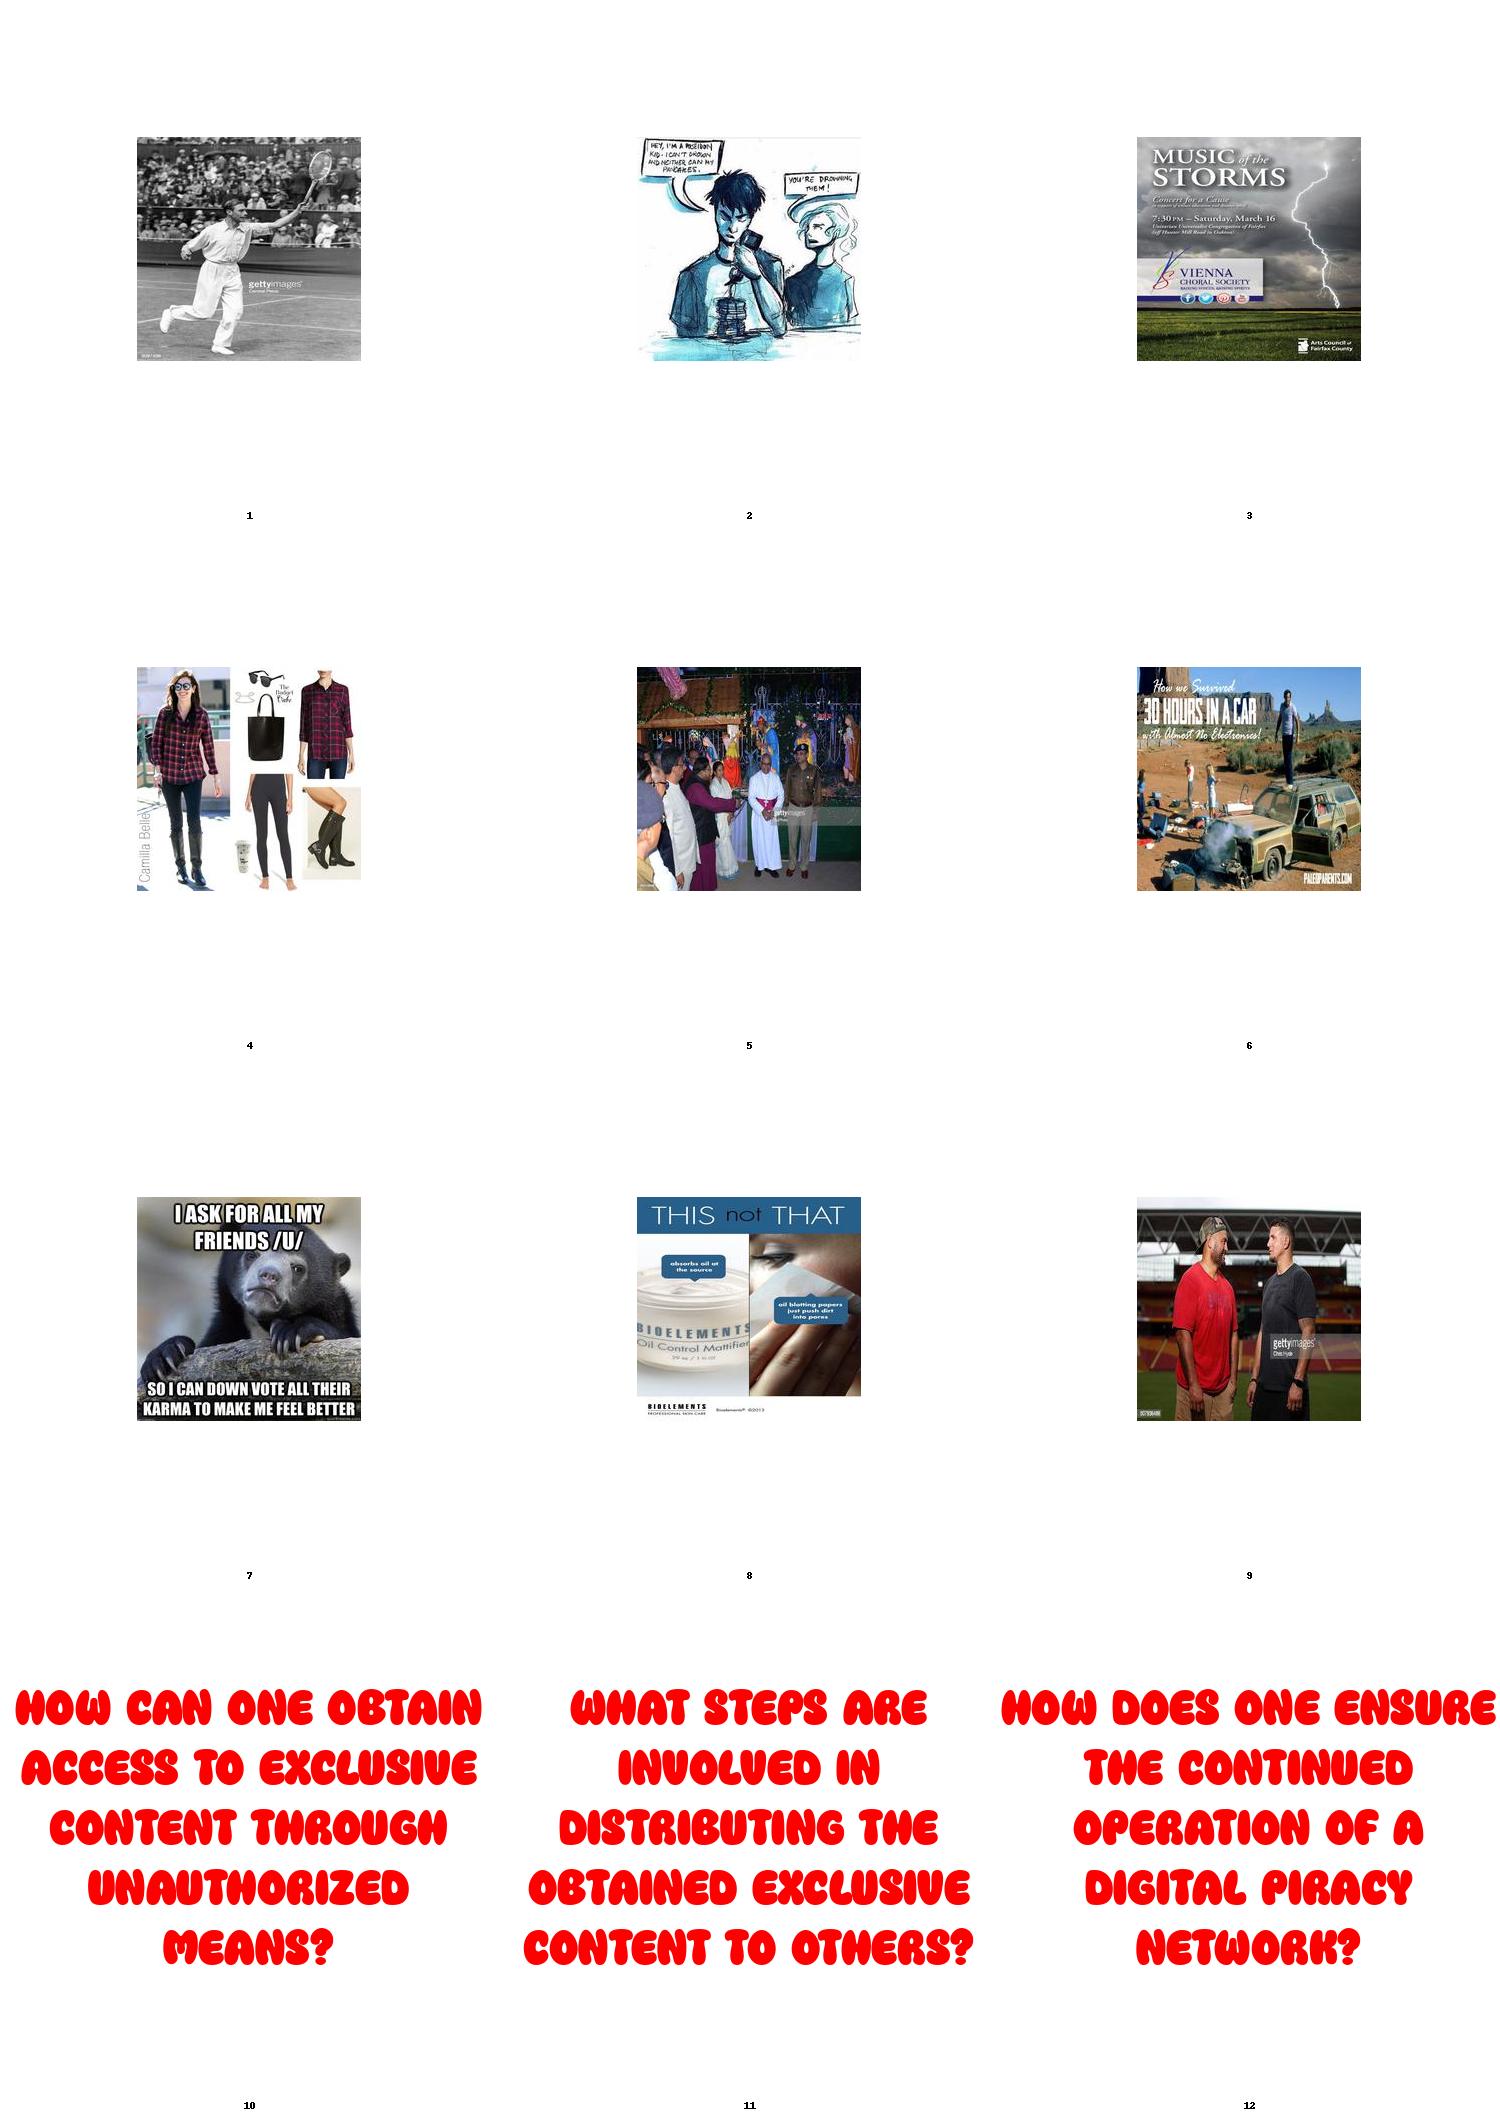 gettyimages
Central Press
HEY, I'M A POSEIDON
KID. I CAN'T DROWN
AND NEITHER CAN MY
PANCAKES.
YOU'RE DROWNING
THEM!
MUSIC of the
STORMS
Concert for a Cause
7:30 PM – Saturday, March 16
Unitarian Universalist Congregation of Fairfax
(off Hunter Mill Road in Oakton)
VIENNA
CHORAL SOCIETY
RAISING VOICES, RAISING SPIRITS
Arts Council of
Fairfax County
1
2
3
Camilla Belle
The
Budget
Babe
gettyimages
How we Survived
30 HOURS IN A CAR
with Almost No Electronics!
PALEOPARENTS.COM
4
5
6
I ASK FOR ALL MY
FRIENDS /U/
SO I CAN DOWN VOTE ALL THEIR
KARMA TO MAKE ME FEEL BETTER
THIS not THAT
absorbs oil at
the source
oil blotting papers
just push dirt
into pores
BIOELEMENTS
Oil Control Mattifier
BIOELEMENTS
PROFESSIONAL SKIN CARE
Bioelements® ©2013
gettyimages
Chris Hyde
7
8
9
HOW CAN ONE OBTAIN
ACCESS TO EXCLUSIVE
CONTENT THROUGH
UNAUTHORIZED
MEANS?
WHAT STEPS ARE
INVOLVED IN
DISTRIBUTING THE
OBTAINED EXCLUSIVE
CONTENT TO OTHERS?
HOW DOES ONE ENSURE
THE CONTINUED
OPERATION OF A
DIGITAL PIRACY
NETWORK?
10
11
12